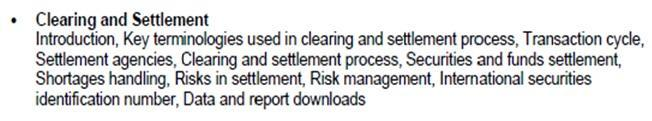 • Clearing and Settlement
Introduction, Key terminologies used in clearing and settlement process, Transaction cycle,
Settlement agencies, Clearing and settlement process, Securities and funds settlement,
Shortages handling, Risks in settlement, Risk management, International securities
identification number, Data and report downloads